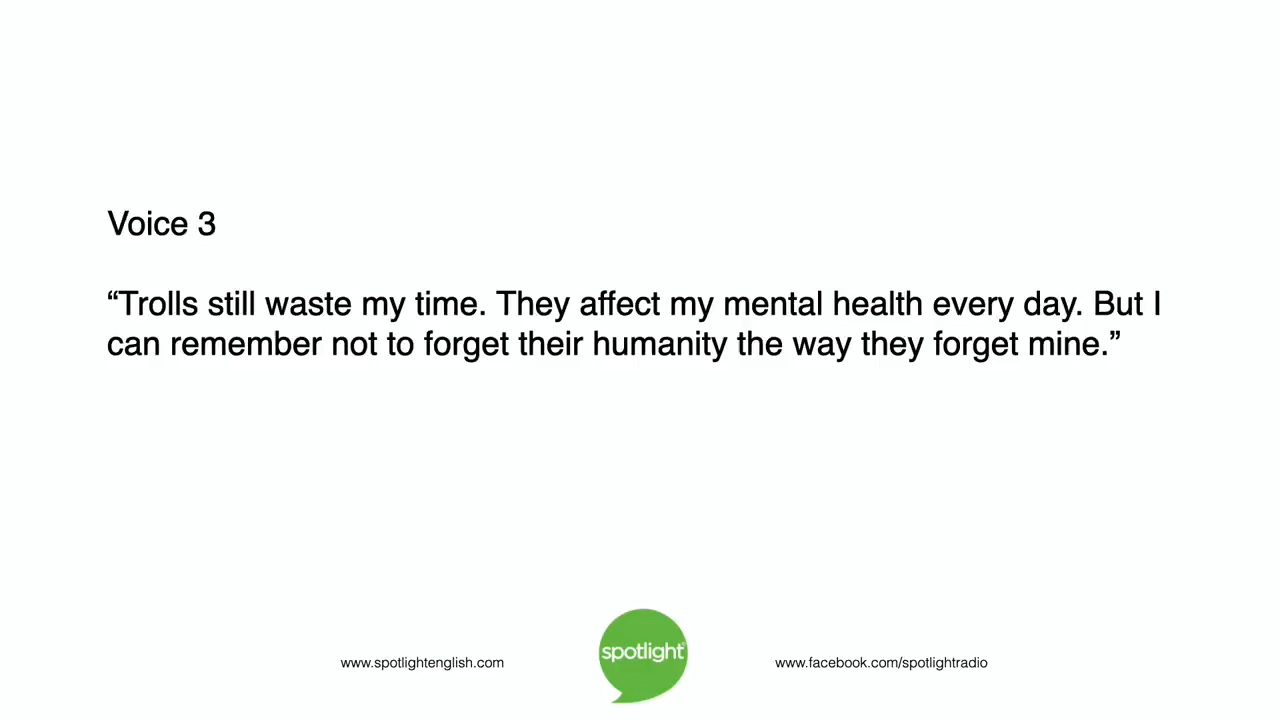 Voice 3
“Trolls still waste my time. They affect my mental health every day. But I
can remember not to forget their humanity the way they forget mine.”
www.spotlightenglish.com
spotlight
www.facebook.com/spotlightradio